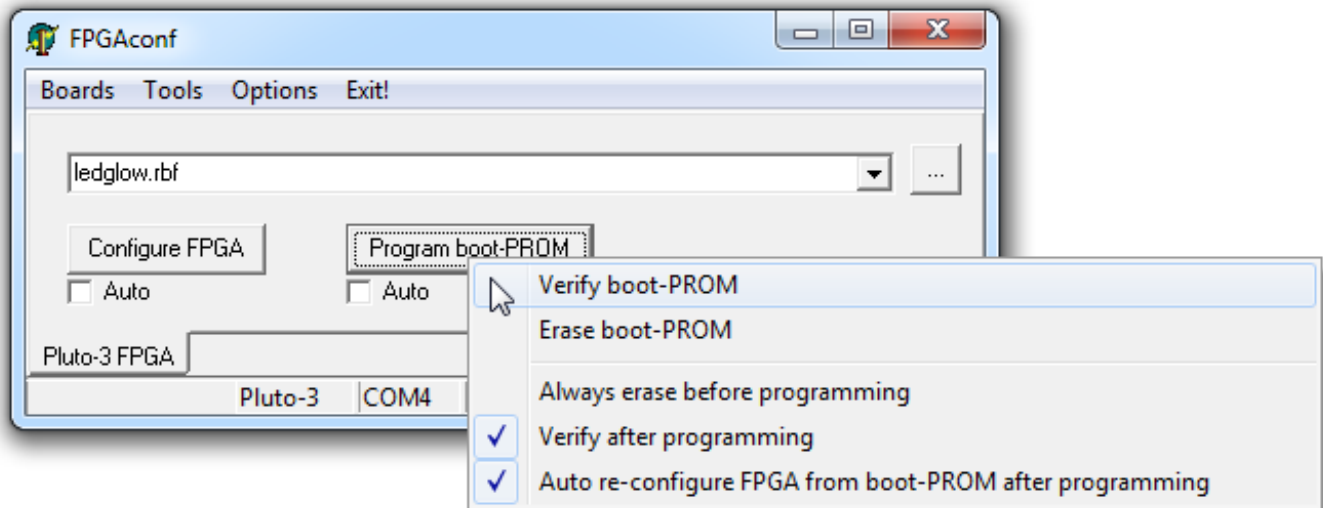 FPGAconf
Boards Tools Options Exit!
ledglow.rbf
...
Configure FPGA Program boot-PROM
Auto Auto
Verify boot-PROM
Erase boot-PROM
Pluto-3 FPGA
Always erase before programming
Pluto-3 COM4
Verify after programming
Auto re-configure FPGA from boot-PROM after programming